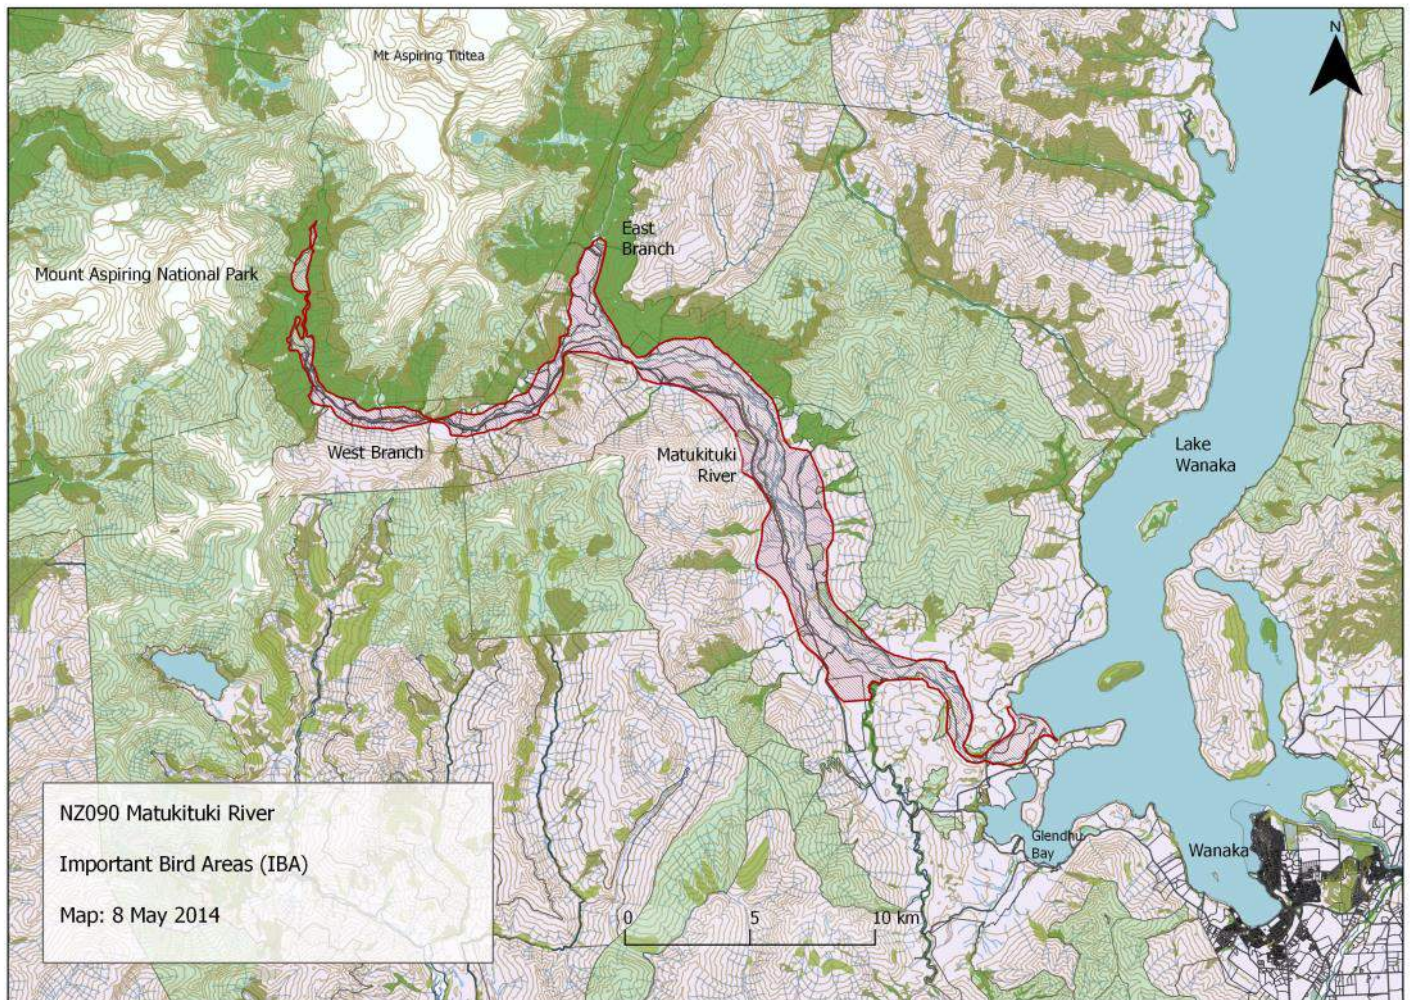 N
Mt Aspiring Tititea
East
Branch
Mount Aspiring National Park
West Branch
Matukituki
River
Lake
Wanaka
Glendhu
Bay
Wanaka
NZ090 Matukituki River
Important Bird Areas (IBA)
Map: 8 May 2014
0 5 10 km